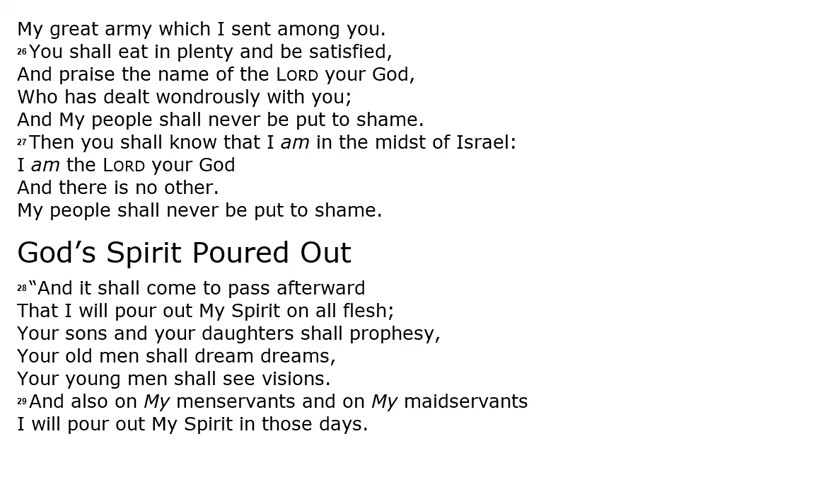 My great army which I sent among you.
26 You shall eat in plenty and be satisfied,
And praise the name of the LORD your God,
Who has dealt wondrously with you;
And My people shall never be put to shame.
27 Then you shall know that I am in the midst of Israel:
I am the LORD your God
And there is no other.
My people shall never be put to shame.
God’s Spirit Poured Out
28 “And it shall come to pass afterward
That I will pour out My Spirit on all flesh;
Your sons and your daughters shall prophesy,
Your old men shall dream dreams,
Your young men shall see visions.
29 And also on My menservants and on My maidservants
I will pour out My Spirit in those days.